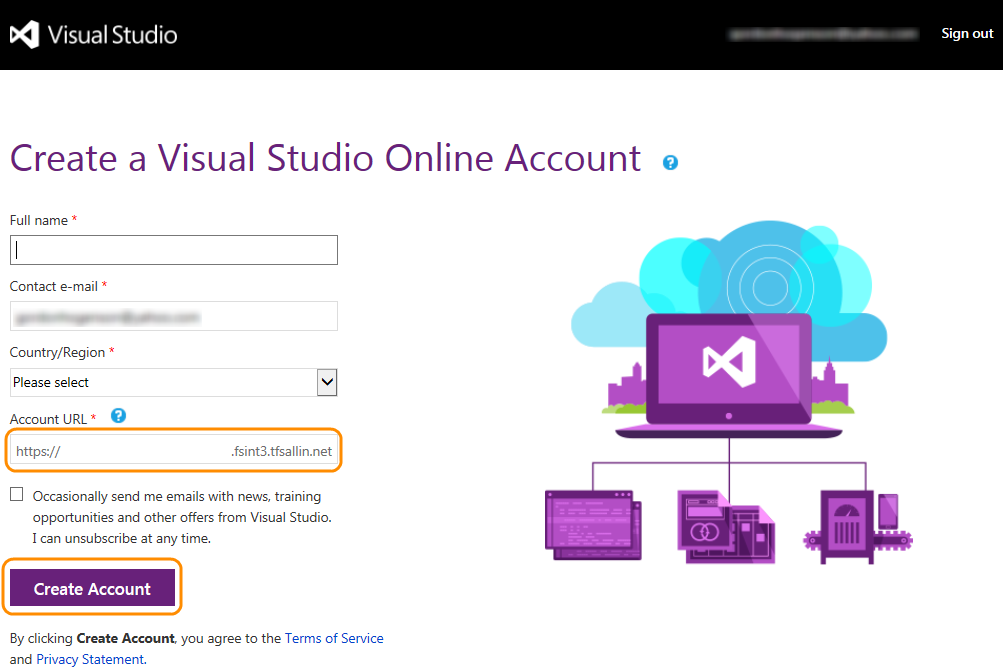 Visual Studio
Sign out
Create a Visual Studio Online Account ?
Full name *
Contact e-mail *
Country/Region *
Please select
Account URL * ?
https:// .fsint3.tfsallin.net
Occasionally send me emails with news, training
opportunities and other offers from Visual Studio.
I can unsubscribe at any time.
Create Account
By clicking Create Account, you agree to the Terms of Service
and Privacy Statement.